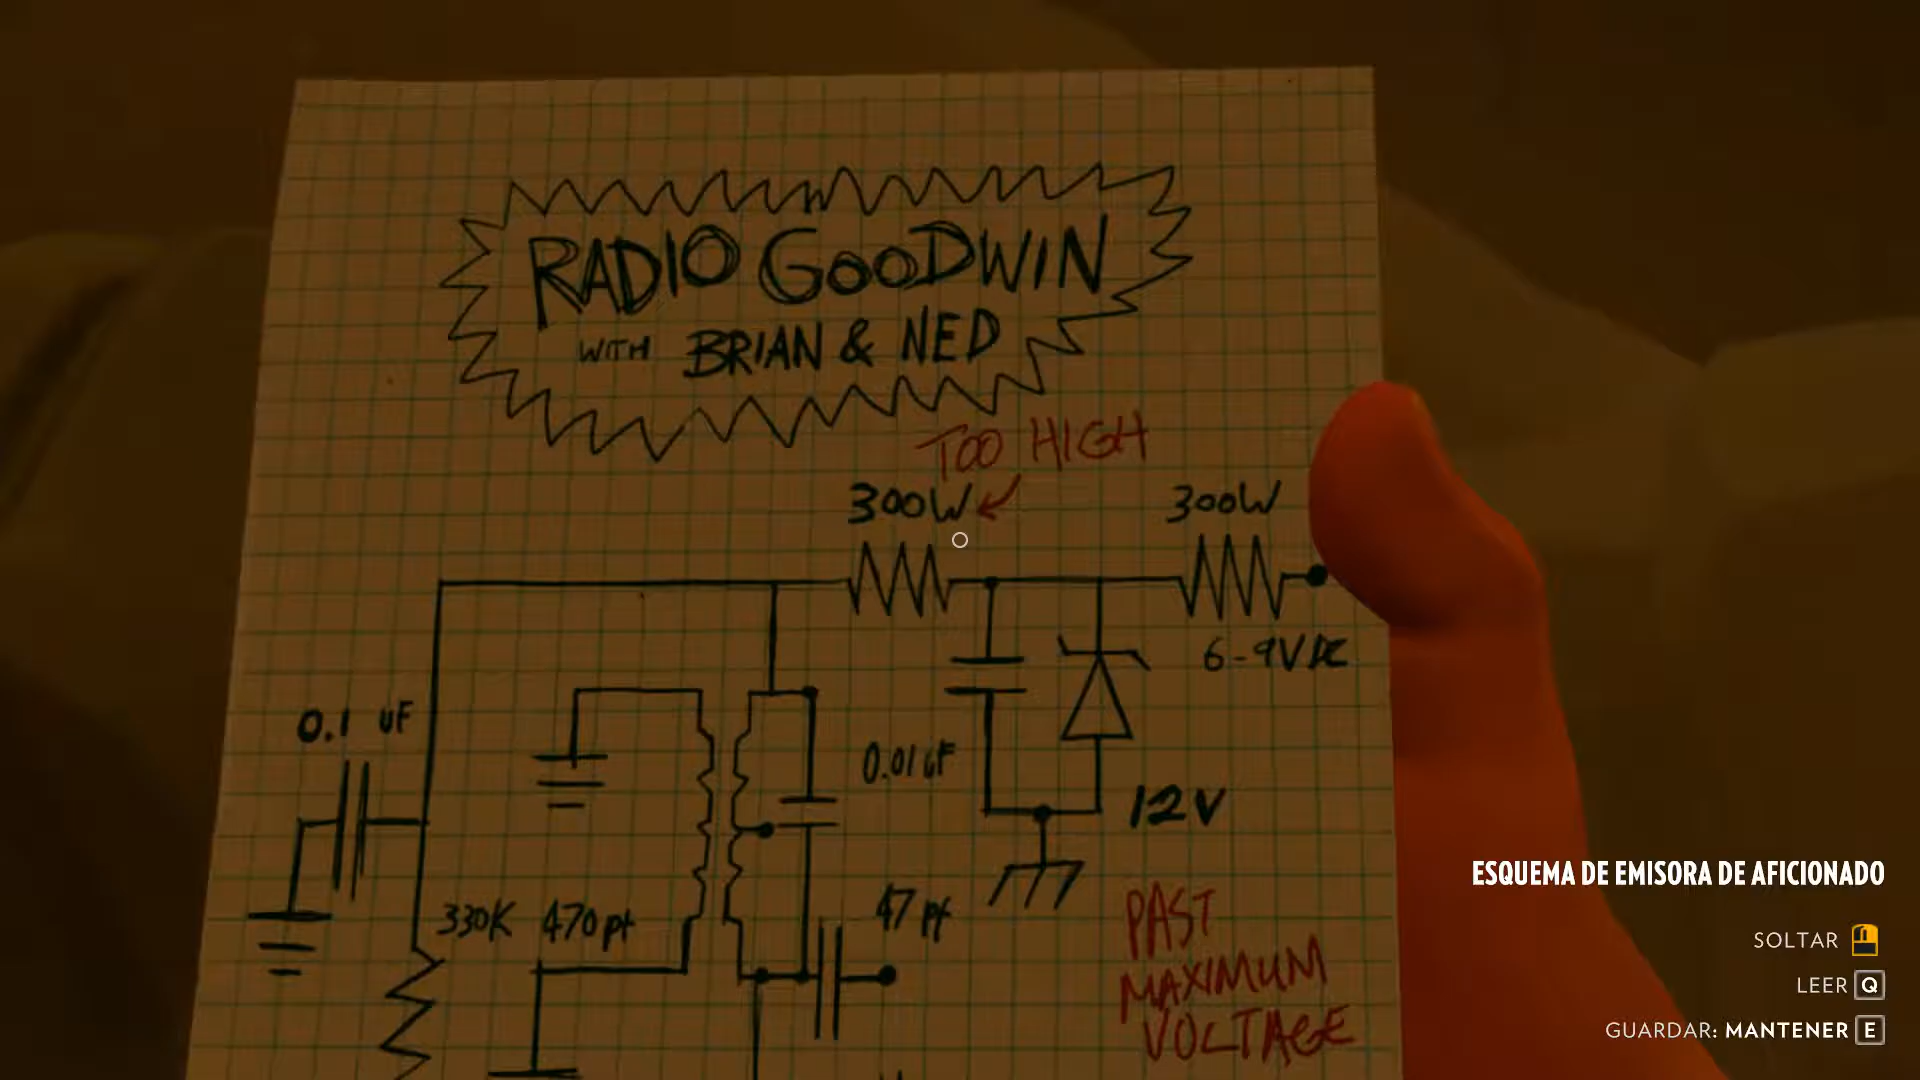 RADIO GOODWIN
WITH BRIAN & NED
TOO HIGH
300W
300W
6-9VDC
0.1 uF
0.01uF
12V
330K
470pf
47pf
PAST
MAXIMUM
VOLTAGE
ESQUEMA DE EMISORA DE AFICIONADO
SOLTAR
LEER Q
GUARDAR: MANTENER E